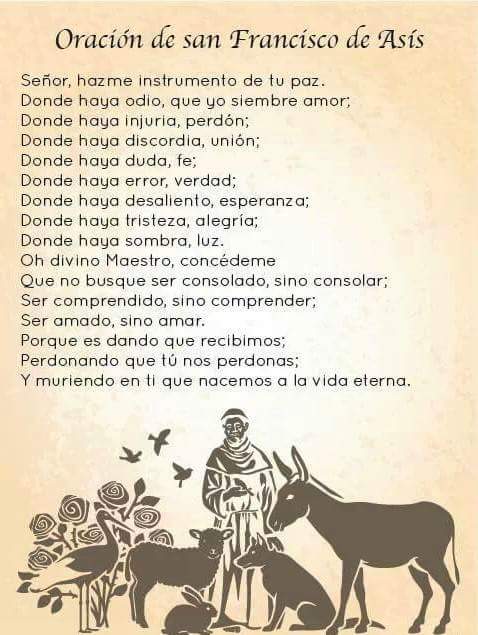 Oración de san Francisco de Asís
Señor, hazme instrumento de tu paz.
Donde haya odio, que yo siembre amor;
Donde haya injuria, perdón;
Donde haya discordia, unión;
Donde haya duda, fe;
Donde haya error, verdad;
Donde haya desaliento, esperanza;
Donde haya tristeza, alegría;
Donde haya sombra, luz.
Oh divino Maestro, concédeme
Que no busque ser consolado, sino consolar;
Ser comprendido, sino comprender;
Ser amado, sino amar.
Porque es dando que recibimos;
Perdonando que tú nos perdonas;
Y muriendo en ti que nacemos a la vida eterna.